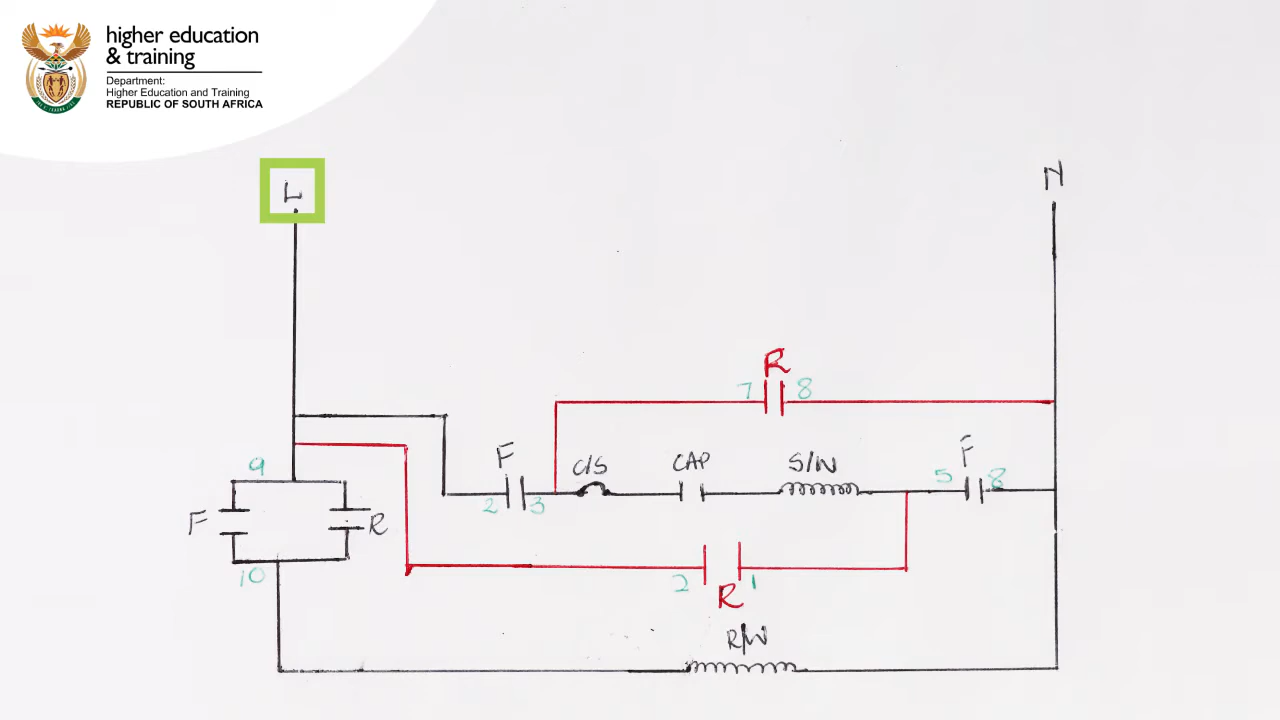 higher education
& training
Department:
Higher Education and Training
REPUBLIC OF SOUTH AFRICA
L
N
R
7 8
F C/S CAP S/W F
2 3 5 8
9
F R
10
2 1
R
R/W